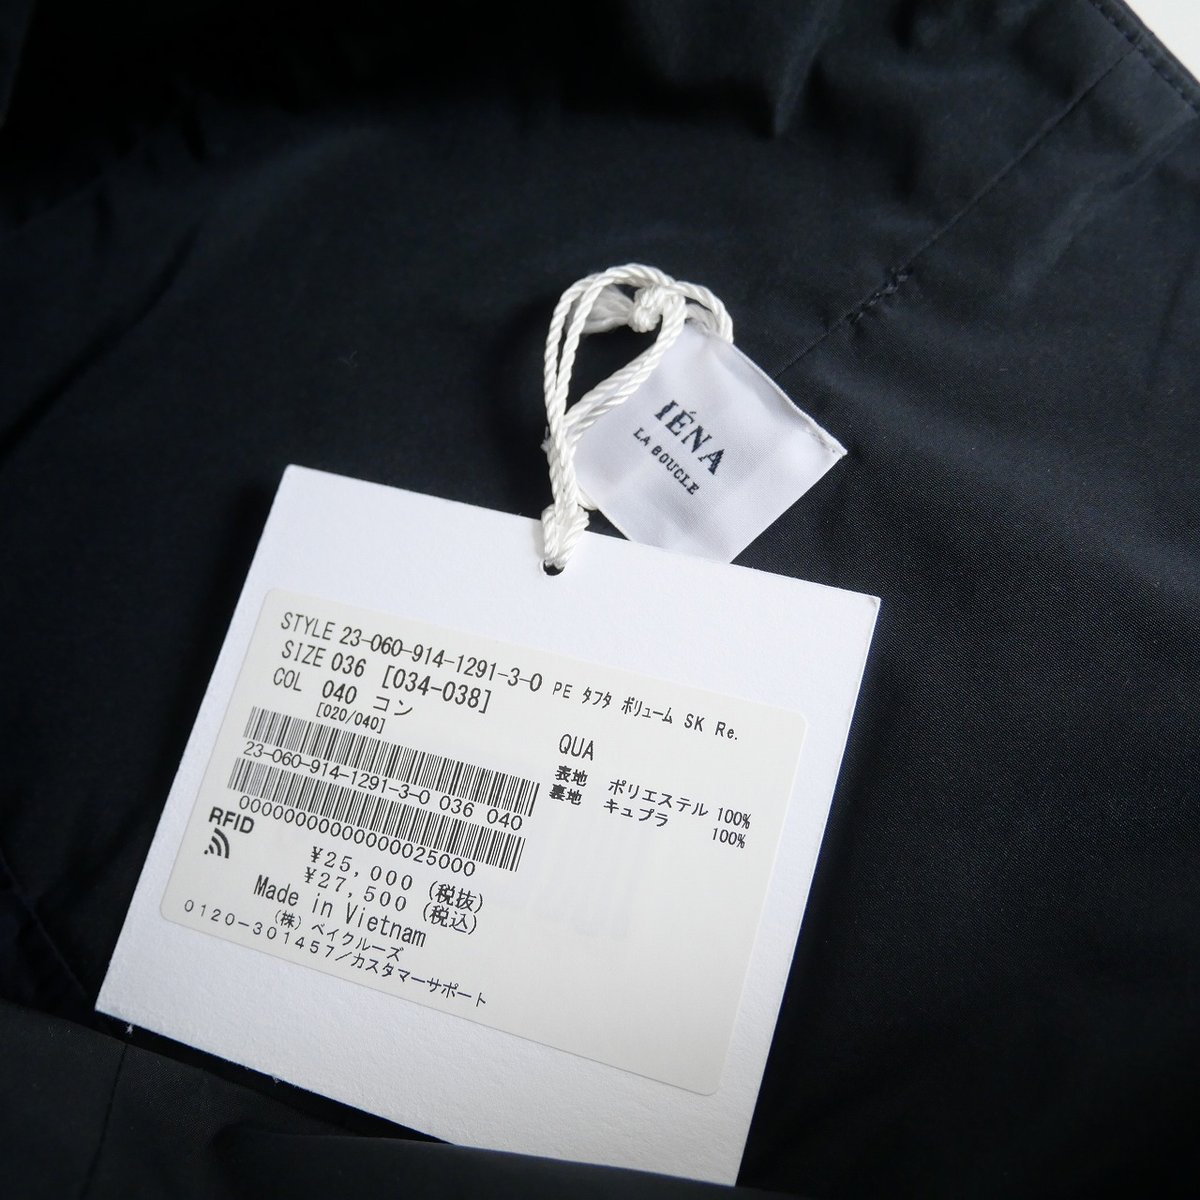 IÉNA
LA BOUCLE
STYLE 23-060-914-1291-3-0 PE タフタ ボリューム SK Re.
SIZE 036 [034-038]
COL 040 コン
[020/040]
QUA
表地 ポリエステル 100%
裏地 キュプラ 100%
23-060-914-1291-3-0 036 040
0000000000000025000
RFID
¥25,000 (税抜)
¥27,500 (税込)
Made in Vietnam
(株) ベイクルーズ
0120-301457/カスタマーサポート